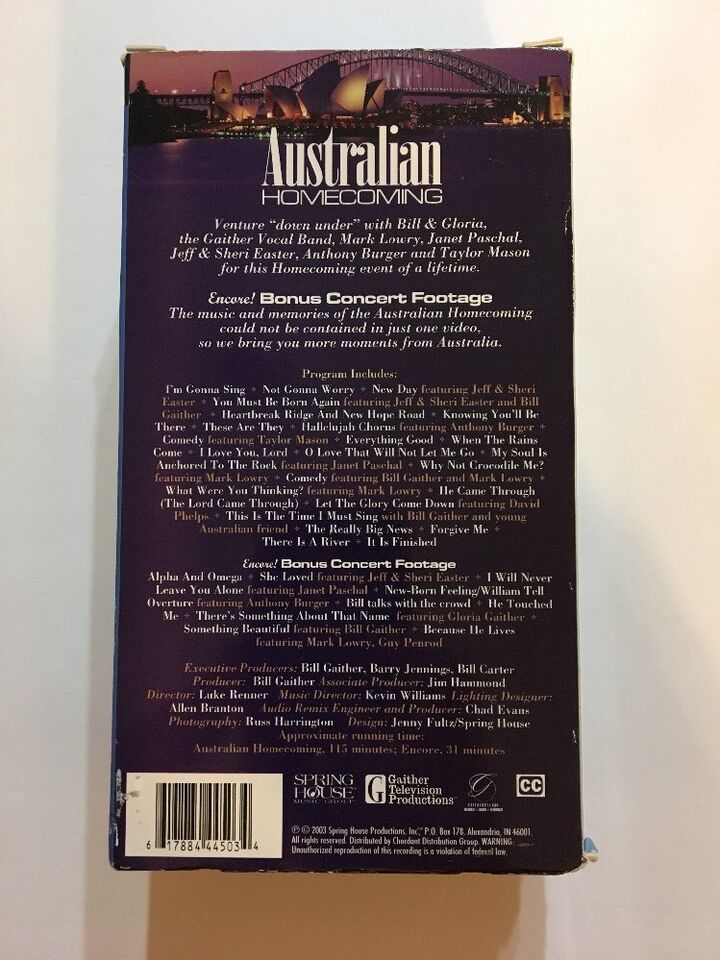 Australian
HOMECOMING
Venture "down under" with Bill & Gloria,
the Gaither Vocal Band, Mark Lowry, Janet Paschal,
Jeff & Sheri Easter, Anthony Burger and Taylor Mason
for this Homecoming event of a lifetime.
Encore! Bonus Concert Footage
The music and memories of the Australian Homecoming
could not be contained in just one video,
so we bring you more moments from Australia.
Program Includes:
I'm Gonna Sing + Not Gonna Worry + New Day featuring Jeff & Sheri
Easter + You Must Be Born Again featuring Jeff & Sheri Easter and Bill
Gaither + Heartbreak Ridge And New Hope Road + Knowing You'll Be
There + These Are They + Hallelujah Chorus featuring Anthony Burger +
Comedy featuring Taylor Mason + Everything Good + When The Rains
Come + I Love You, Lord + O Love That Will Not Let Me Go + My Soul Is
Anchored To The Rock featuring Janet Paschal + Why Not Crocodile Me?
featuring Mark Lowry + Comedy featuring Bill Gaither and Mark Lowry +
What Were You Thinking? featuring Mark Lowry + He Came Through
(The Lord Came Through) + Let The Glory Come Down featuring David
Phelps + This Is The Time I Must Sing with Bill Gaither and young
Australian friend + The Really Big News + Forgive Me +
There Is A River + It Is Finished
Encore! Bonus Concert Footage
Alpha And Omega + She Loved featuring Jeff & Sheri Easter + I Will Never
Leave You Alone featuring Janet Paschal + New-Born Feeling/William Tell
Overture featuring Anthony Burger + Bill talks with the crowd + He Touched
Me + There's Something About That Name featuring Gloria Gaither +
Something Beautiful featuring Bill Gaither + Because He Lives
featuring Mark Lowry, Guy Penrod
Executive Producers: Bill Gaither, Barry Jennings, Bill Carter
Producer: Bill Gaither Associate Producer: Jim Hammond
Director: Luke Renner Music Director: Kevin Williams Lighting Designer:
Allen Branton Audio Remix Engineer and Producer: Chad Evans
Photography: Russ Harrington Design: Jenny Fultz/Spring House
Approximate running time:
Australian Homecoming, 115 minutes; Encore, 31 minutes
SPRING
HOUSE
MUSIC GROUP
G Gaither
Television
Productions™
CC
℗ © 2003 Spring House Productions, Inc.™ P.O. Box 178, Alexandria, IN 46001.
All rights reserved. Distributed by Chordant Distribution Group. WARNING:
Unauthorized reproduction of this recording is a violation of federal law.
6 17884 44503 4